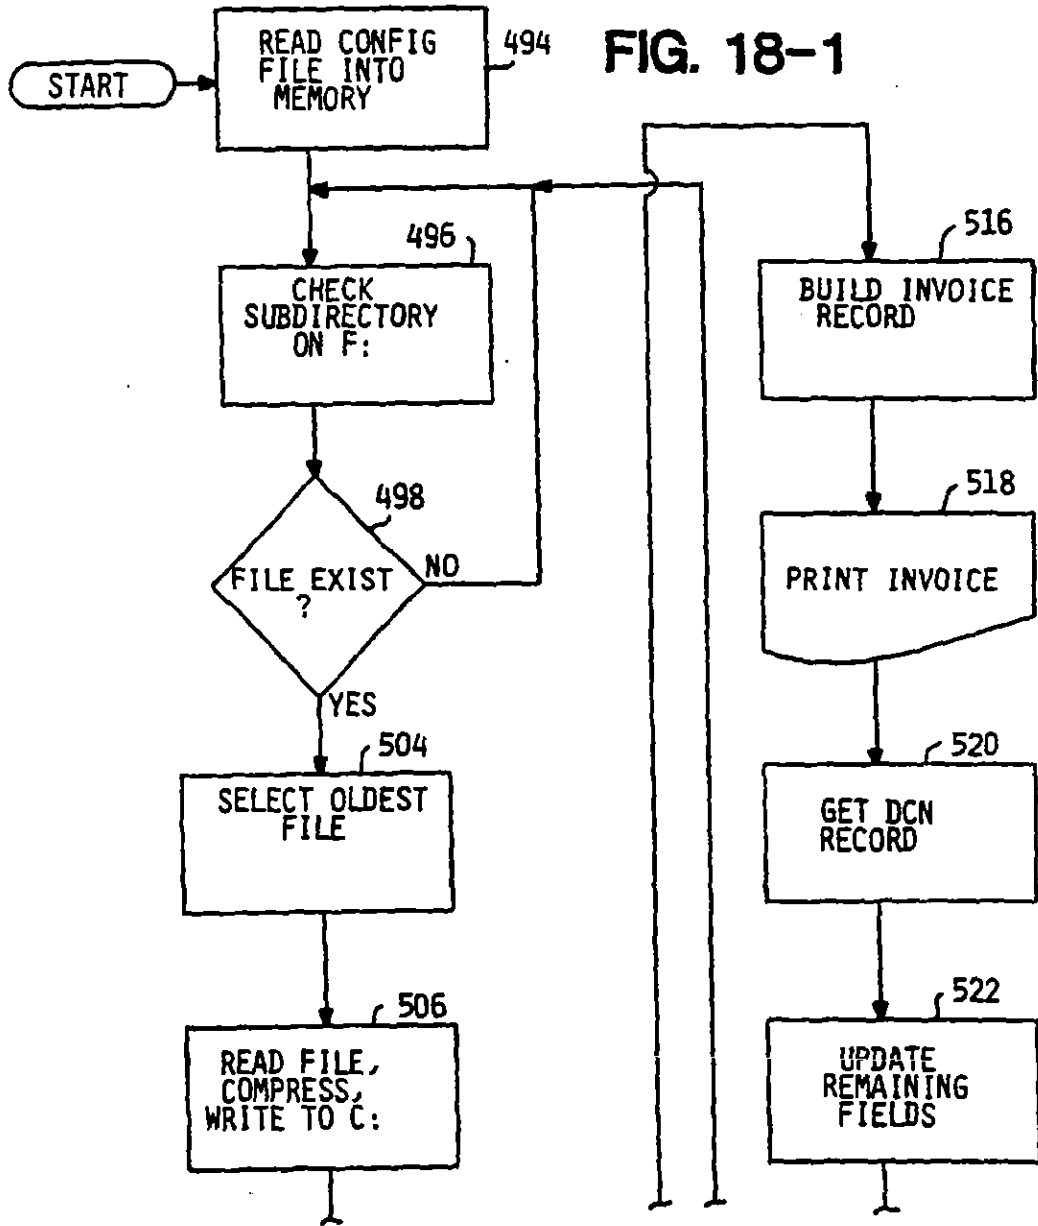 FIG. 18-1
START
READ CONFIG
FILE INTO
MEMORY
494
496
CHECK
SUBDIRECTORY
ON F:
498
FILE EXIST
?
NO
YES
504
SELECT OLDEST
FILE
506
READ FILE,
COMPRESS,
WRITE TO C:
516
BUILD INVOICE
RECORD
518
PRINT INVOICE
520
GET DCN
RECORD
522
UPDATE
REMAINING
FIELDS